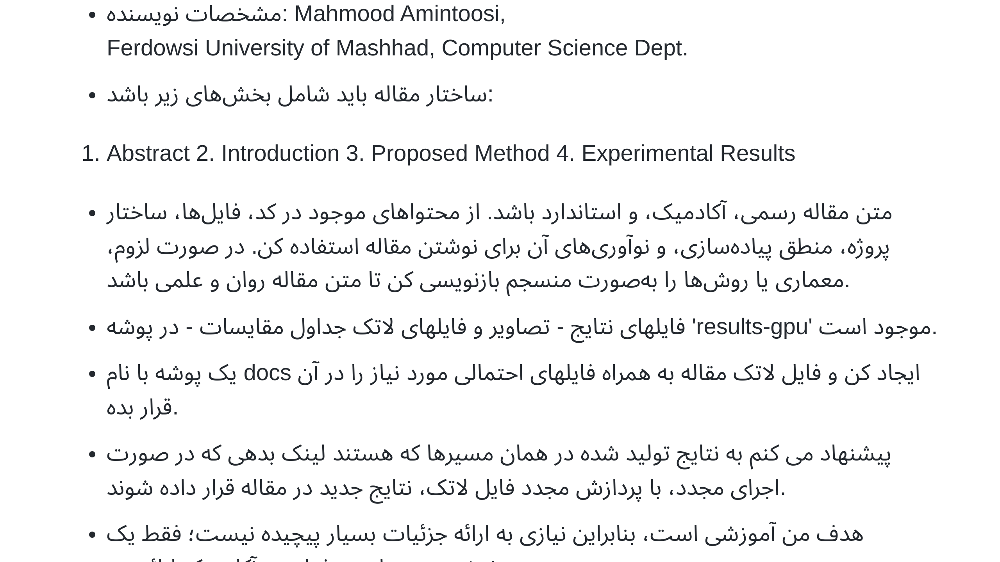 • مشخصات نویسنده: Mahmood Amintoosi,
Ferdowsi University of Mashhad, Computer Science Dept.
• ساختار مقاله باید شامل بخش‌های زیر باشد:
1. Abstract 2. Introduction 3. Proposed Method 4. Experimental Results
• متن مقاله رسمی، آکادمیک، و استاندارد باشد. از محتواهای موجود در کد، فایل‌ها، ساختار
پروژه، منطق پیاده‌سازی، و نوآوری‌های آن برای نوشتن مقاله استفاده کن. در صورت لزوم،
معماری یا روش‌ها را به‌صورت منسجم بازنویسی کن تا متن مقاله روان و علمی باشد.
• فایلهای نتایج - تصاویر و فایلهای لاتک جداول مقایسات - در پوشه 'results-gpu' موجود است.
• یک پوشه با نام docs ایجاد کن و فایل لاتک مقاله به همراه فایلهای احتمالی مورد نیاز را در آن
قرار بده.
• پیشنهاد می کنم به نتایج تولید شده در همان مسیرها که هستند لینک بدهی که در صورت
اجرای مجدد، با پردازش مجدد فایل لاتک، نتایج جدید در مقاله قرار داده شوند.
• هدف من آموزشی است، بنابراین نیازی به ارائه جزئیات بسیار پیچیده نیست؛ فقط یک